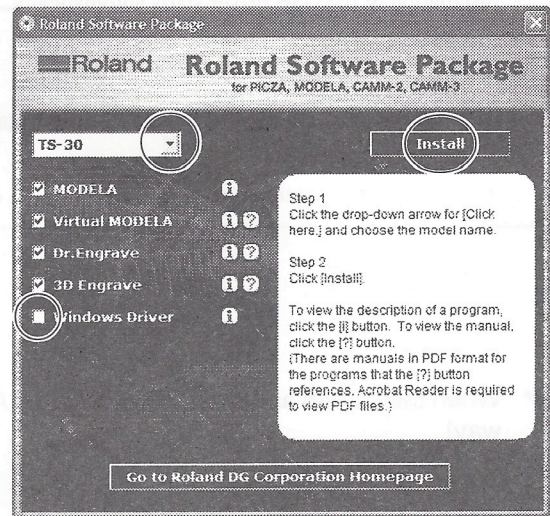 Roland Software Package
Roland
Roland Software Package
for PICZA, MODELA, CAMM-2, CAMM-3
TS-30
Install
MODELA
Virtual MODELA
Dr.Engrave
3D Engrave
Windows Driver
Step 1
Click the drop-down arrow for [Click
here.] and choose the model name.
Step 2
Click [Install].
To view the description of a program,
click the [i] button. To view the manual,
click the [?] button.
(There are manuals in PDF format for
the programs that the [?] button
references. Acrobat Reader is required
to view PDF files.)
Go to Roland DG Corporation Homepage